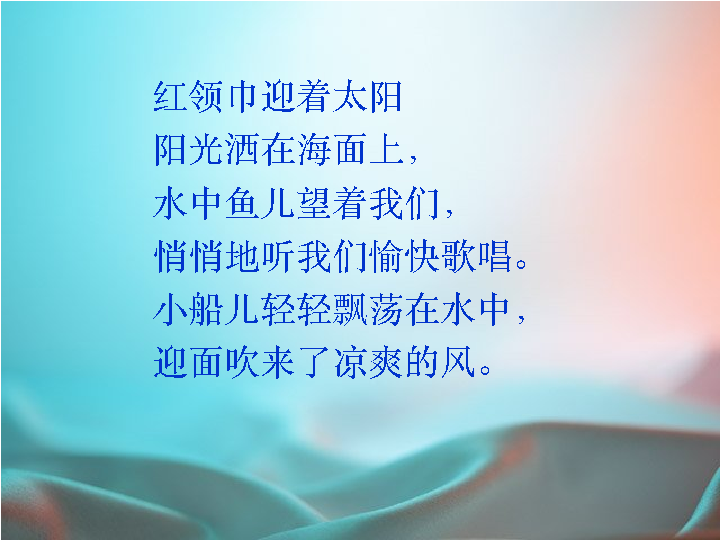 红领巾迎着太阳
阳光洒在海面上，
水中鱼儿望着我们，
悄悄地听我们愉快歌唱。
小船儿轻轻飘荡在水中，
迎面吹来了凉爽的风。